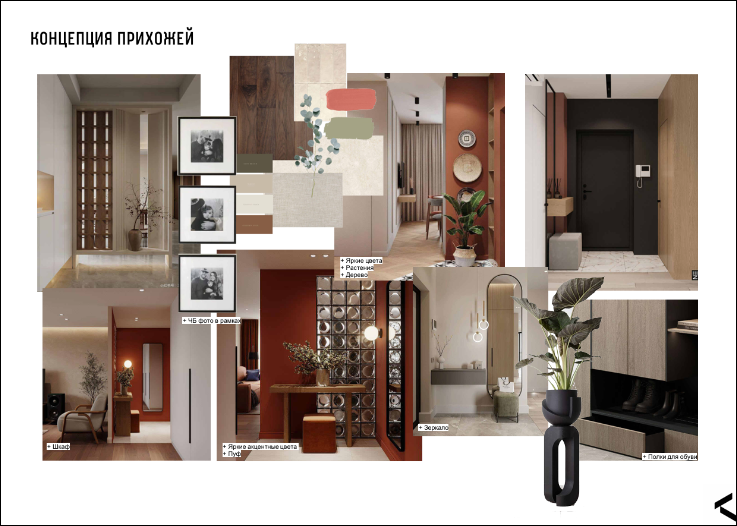 КОНЦЕПЦИЯ ПРИХОЖЕЙ
+ Яркие цвета
+ Растения
+ Дерево
+ ЧБ фото в рамках
+ Шкаф
+ Яркие акцентные цвета
+ Пуф
+ Зеркало
+ Полки для обуви